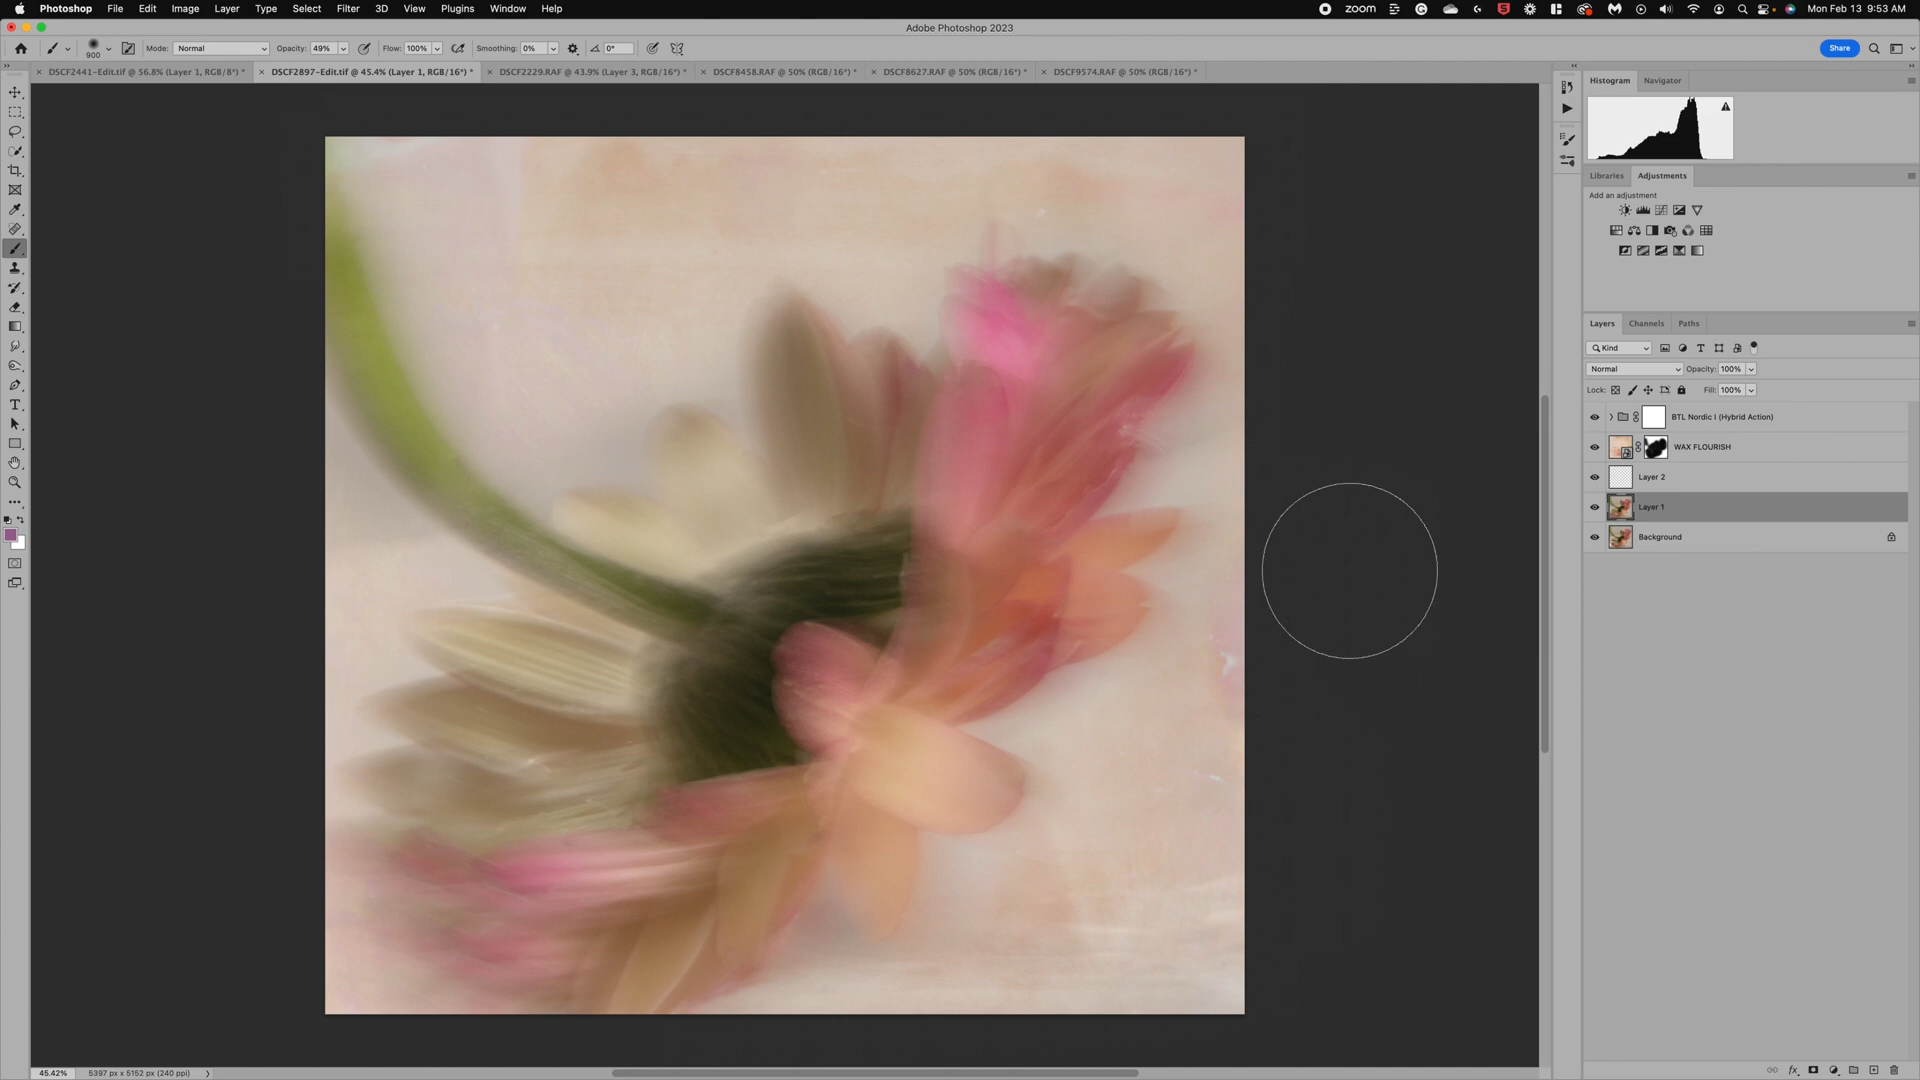 Photoshop File Edit Image Layer Type Select Filter 3D View Plugins Window Help zoom Mon Feb 13 9:53 AM
Adobe Photoshop 2023
900 Mode: Normal Opacity: 49% Flow: 100% Smoothing: 0% 0° Share
DSCF2441-Edit.tif @ 56.8% (Layer 1, RGB/8*) * DSCF2897-Edit.tif @ 45.4% (Layer 1, RGB/16*) * DSCF2229.RAF @ 43.9% (Layer 3, RGB/16*) * DSCF8458.RAF @ 50% (RGB/16*) * DSCF8627.RAF @ 50% (RGB/16*) * DSCF9574.RAF @ 50% (RGB/16*) *
Histogram Navigator
Libraries Adjustments
Add an adjustment
Layers Channels Paths
Kind
Normal Opacity: 100%
Lock: Fill: 100%
BTL Nordic I (Hybrid Action)
WAX FLOURISH
Layer 2
Layer 1
Background
45.42% 5397 px x 5152 px (240 ppi)